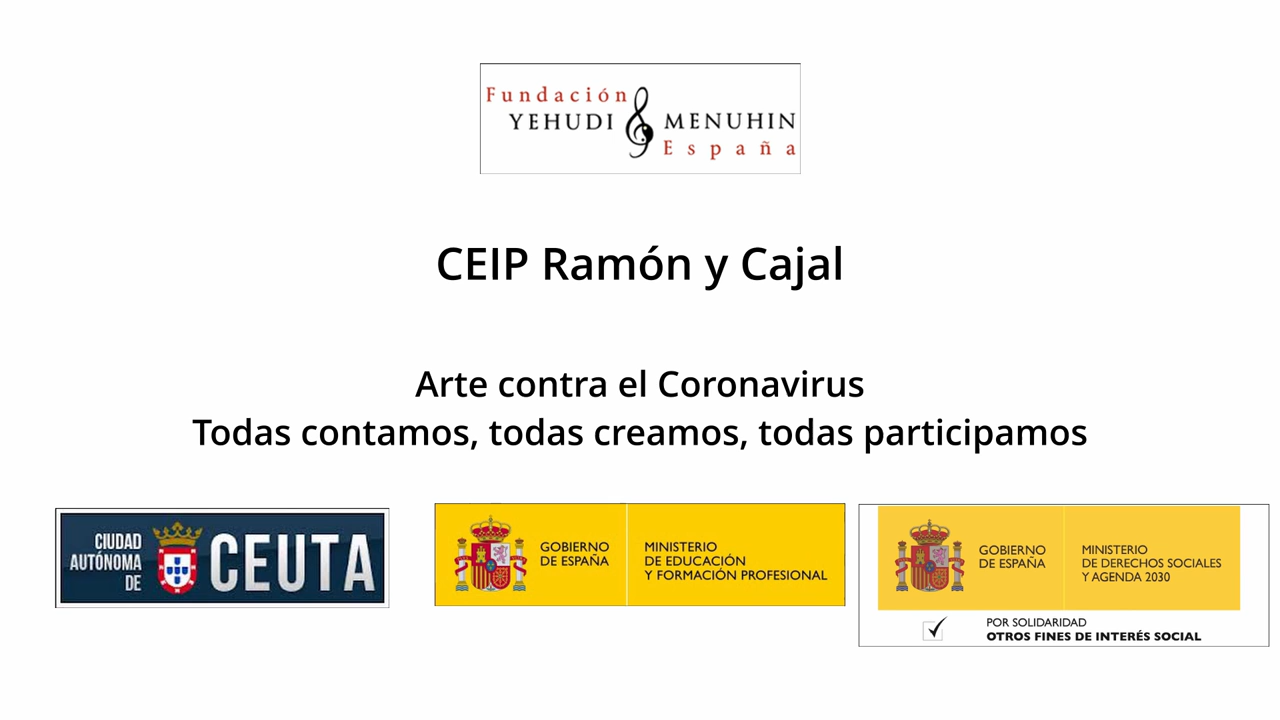 Fundación
YEHUDI MENUHIN
España
CEIP Ramón y Cajal
Arte contra el Coronavirus
Todas contamos, todas creamos, todas participamos
CIUDAD
AUTÓNOMA
DE
CEUTA
GOBIERNO
DE ESPAÑA
MINISTERIO
DE EDUCACIÓN
Y FORMACIÓN PROFESIONAL
GOBIERNO
DE ESPAÑA
MINISTERIO
DE DERECHOS SOCIALES
Y AGENDA 2030
POR SOLIDARIDAD
OTROS FINES DE INTERÉS SOCIAL